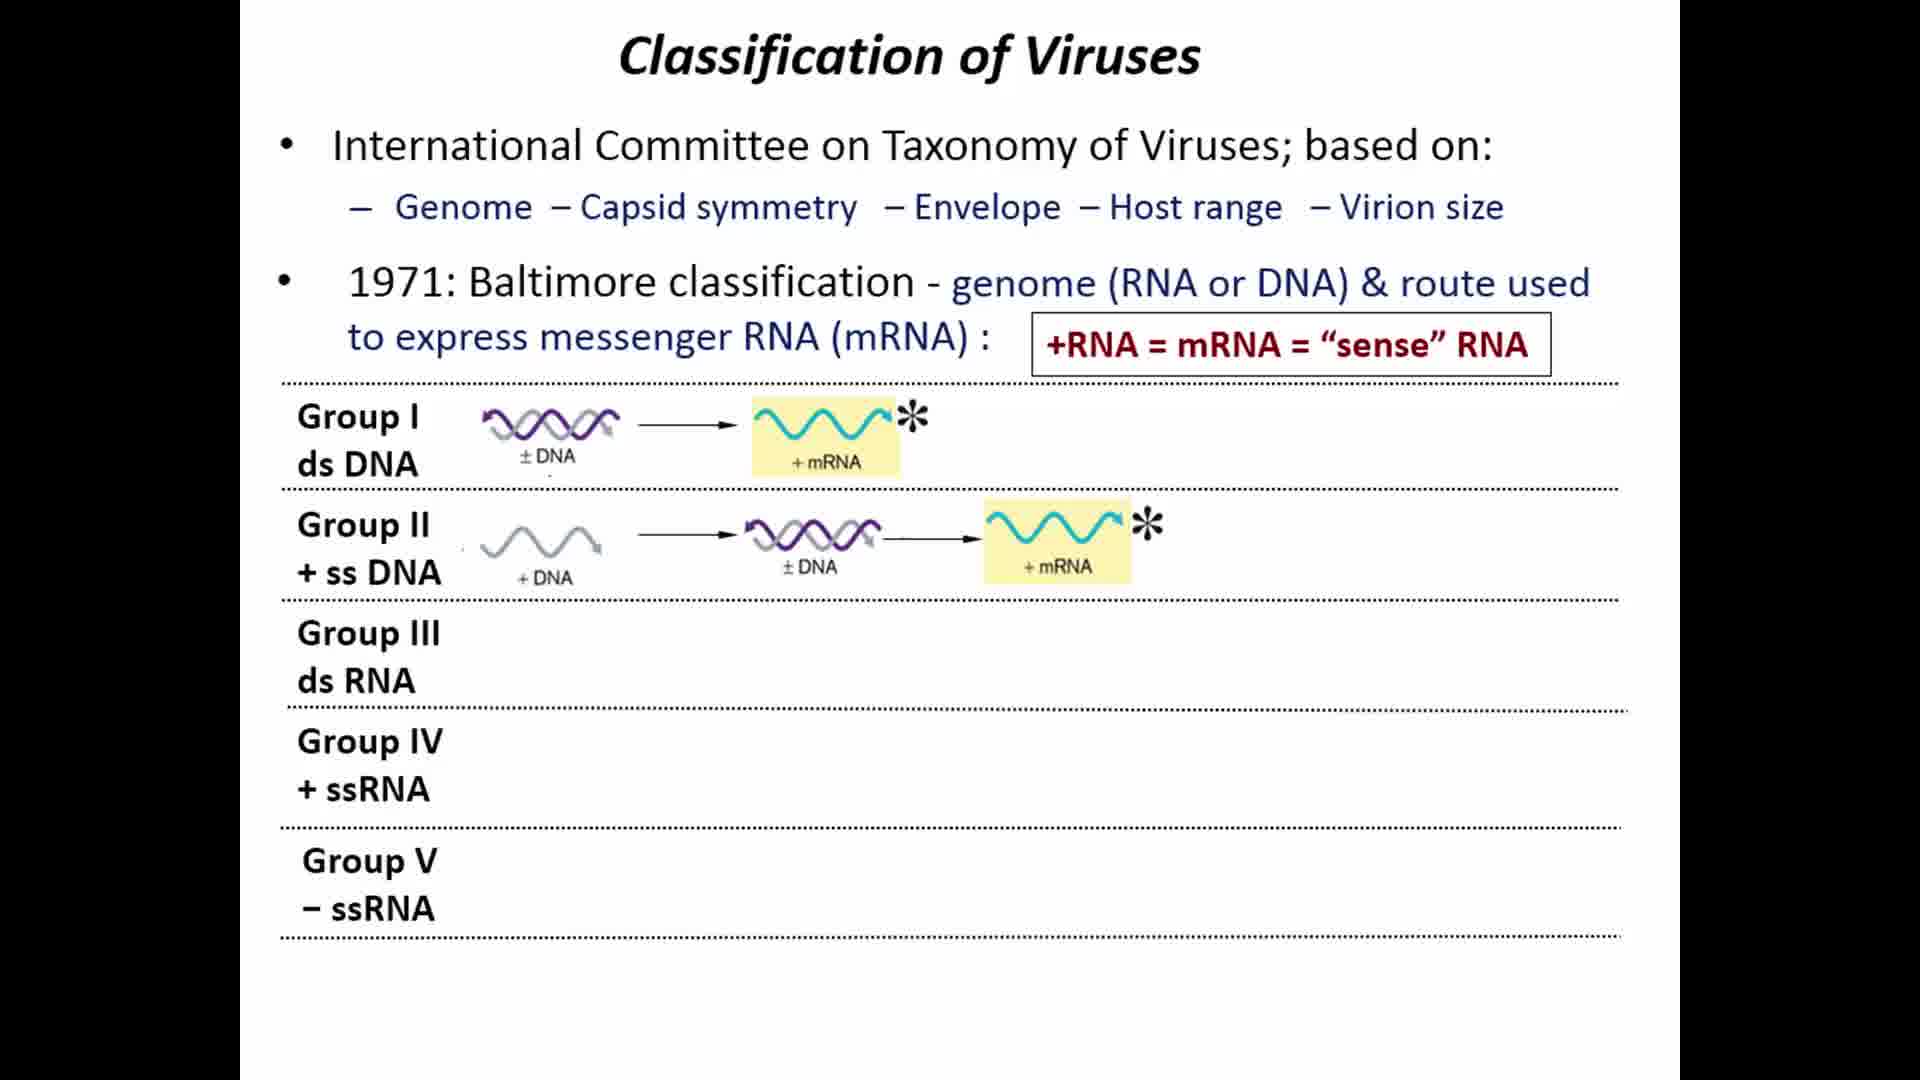 Classification of Viruses
• International Committee on Taxonomy of Viruses; based on:
– Genome – Capsid symmetry – Envelope – Host range – Virion size
• 1971: Baltimore classification - genome (RNA or DNA) & route used
to express messenger RNA (mRNA) :
+RNA = mRNA = “sense” RNA
Group I
ds DNA
± DNA
+ mRNA
*
Group II
+ ss DNA
+ DNA
± DNA
+ mRNA
*
Group III
ds RNA
Group IV
+ ssRNA
Group V
– ssRNA